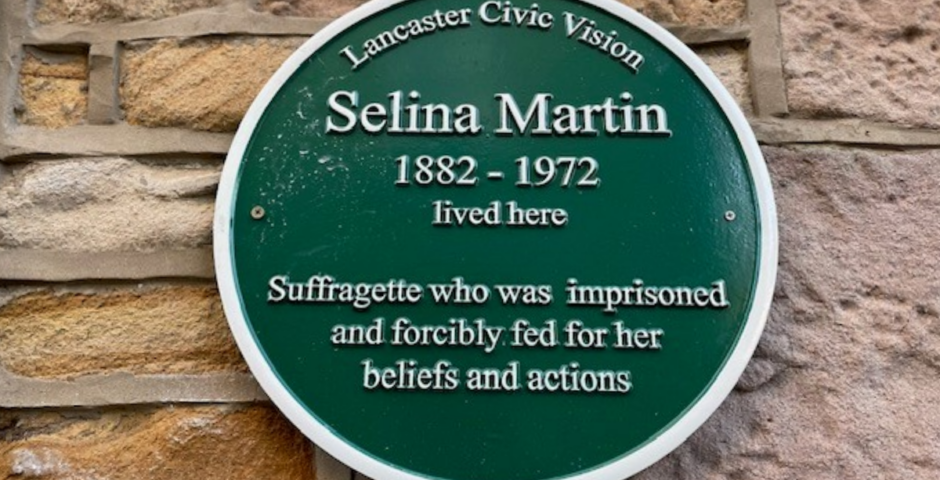 Lancaster Civic Vision
Selina Martin
1882 - 1972
lived here
Suffragette who was imprisoned
and forcibly fed for her
beliefs and actions